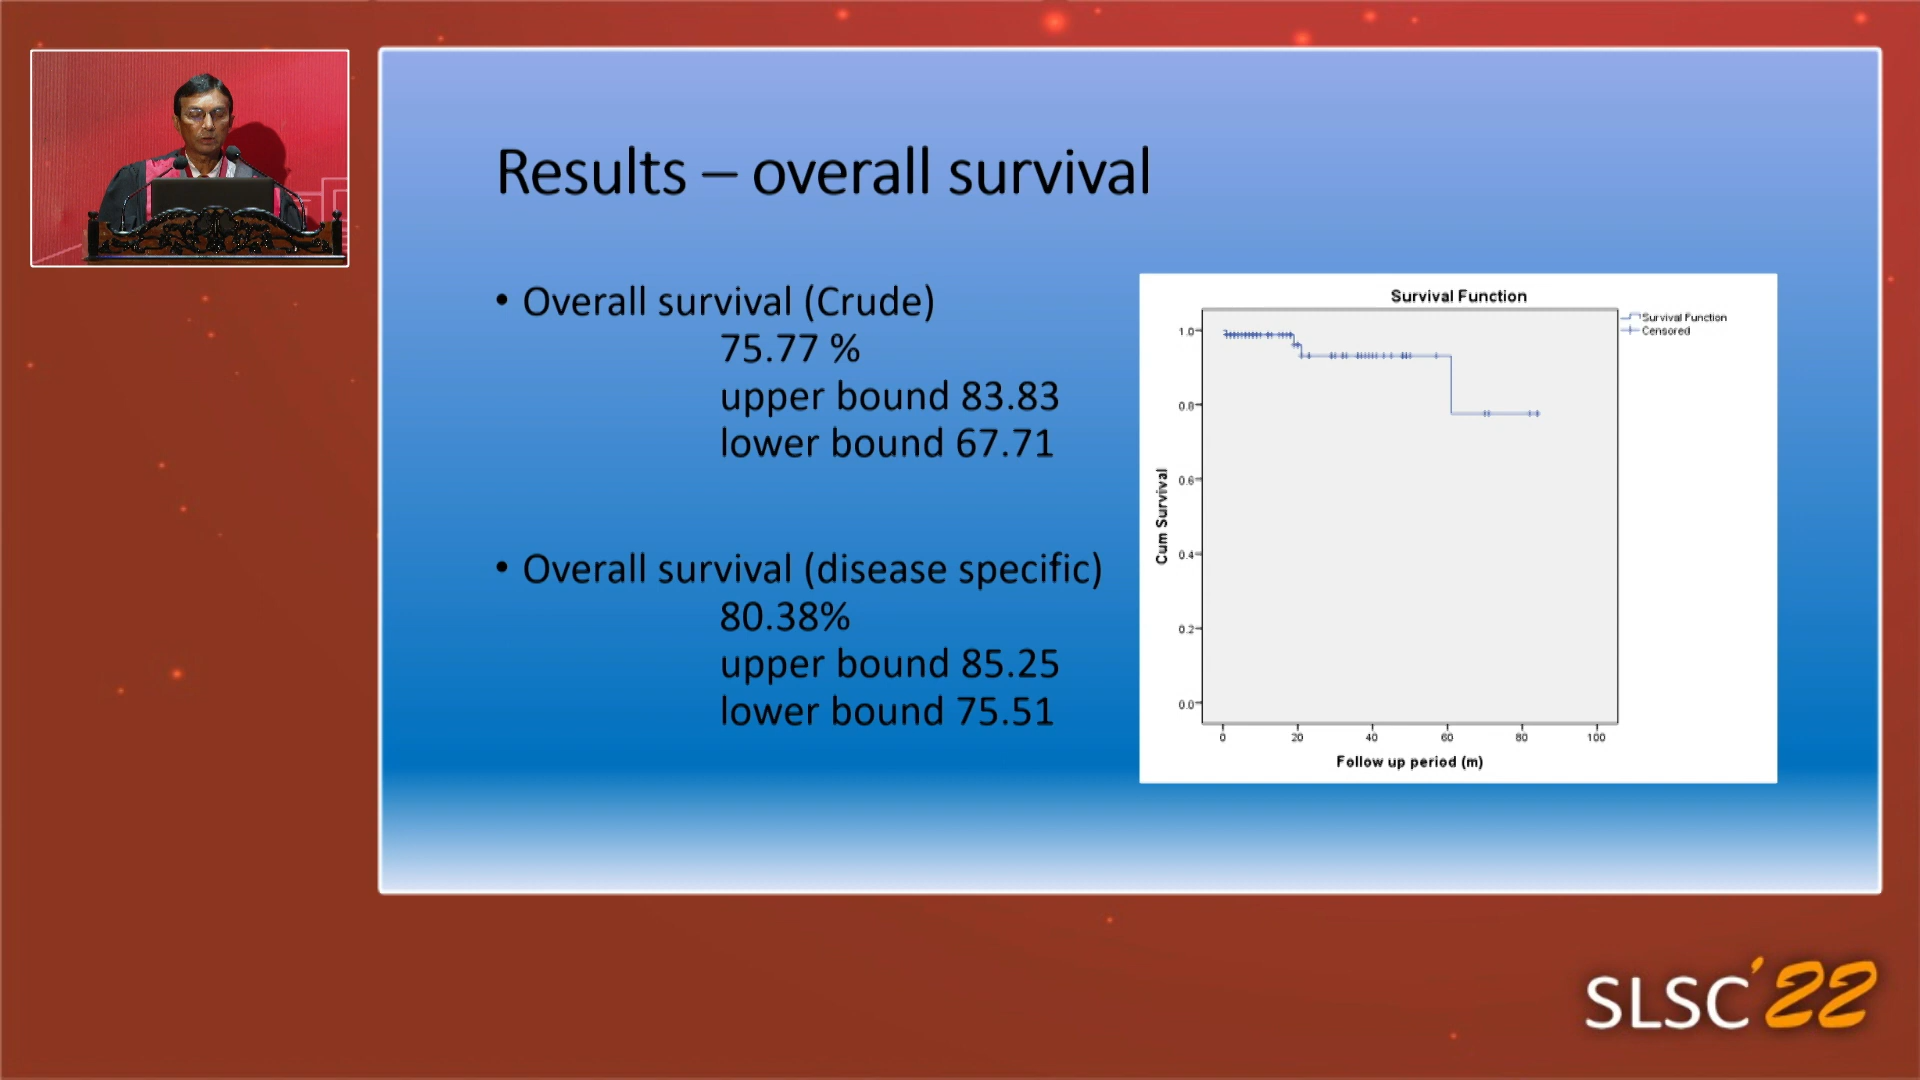 Results – overall survival
• Overall survival (Crude)
75.77 %
upper bound 83.83
lower bound 67.71
• Overall survival (disease specific)
80.38%
upper bound 85.25
lower bound 75.51
Survival Function
Survival Function
Censored
1.0
0.8
0.6
0.4
0.2
0.0
Cum Survival
0 20 40 60 80 100
Follow up period (m)
SLSC'22